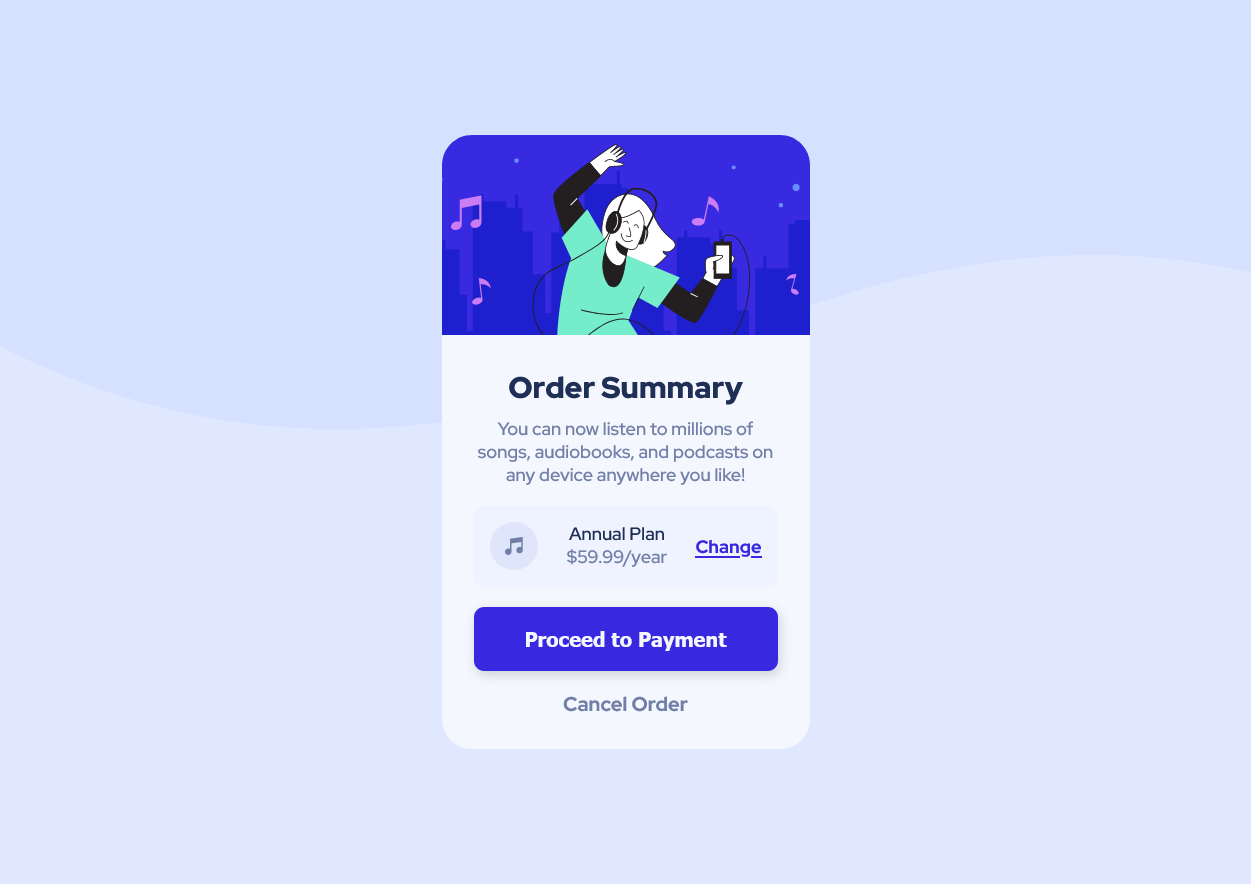 Order Summary
You can now listen to millions of
songs, audiobooks, and podcasts on
any device anywhere you like!
Annual Plan
$59.99/year
Change
Proceed to Payment
Cancel Order